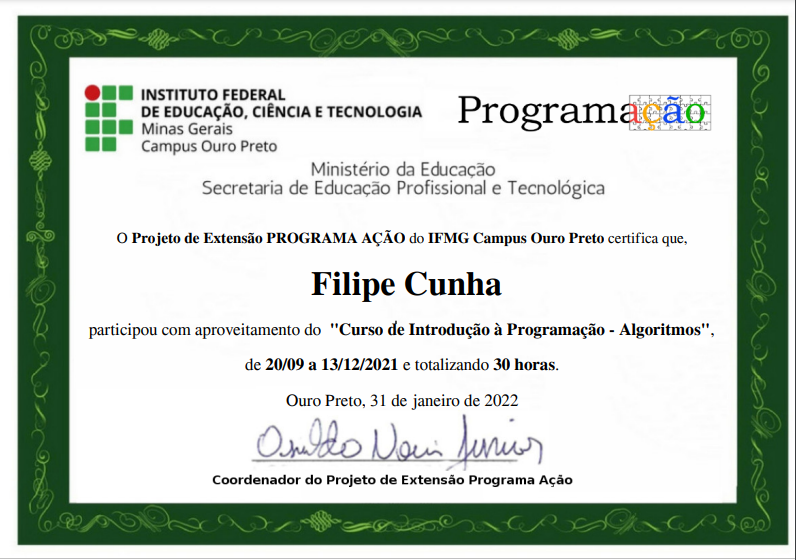 INSTITUTO FEDERAL
DE EDUCAÇÃO, CIÊNCIA E TECNOLOGIA
Minas Gerais
Campus Ouro Preto
Programação
Ministério da Educação
Secretaria de Educação Profissional e Tecnológica
O Projeto de Extensão PROGRAMA AÇÃO do IFMG Campus Ouro Preto certifica que,
Filipe Cunha
participou com aproveitamento do "Curso de Introdução à Programação - Algoritmos",
de 20/09 a 13/12/2021 e totalizando 30 horas.
Ouro Preto, 31 de janeiro de 2022
Coordenador do Projeto de Extensão Programa Ação